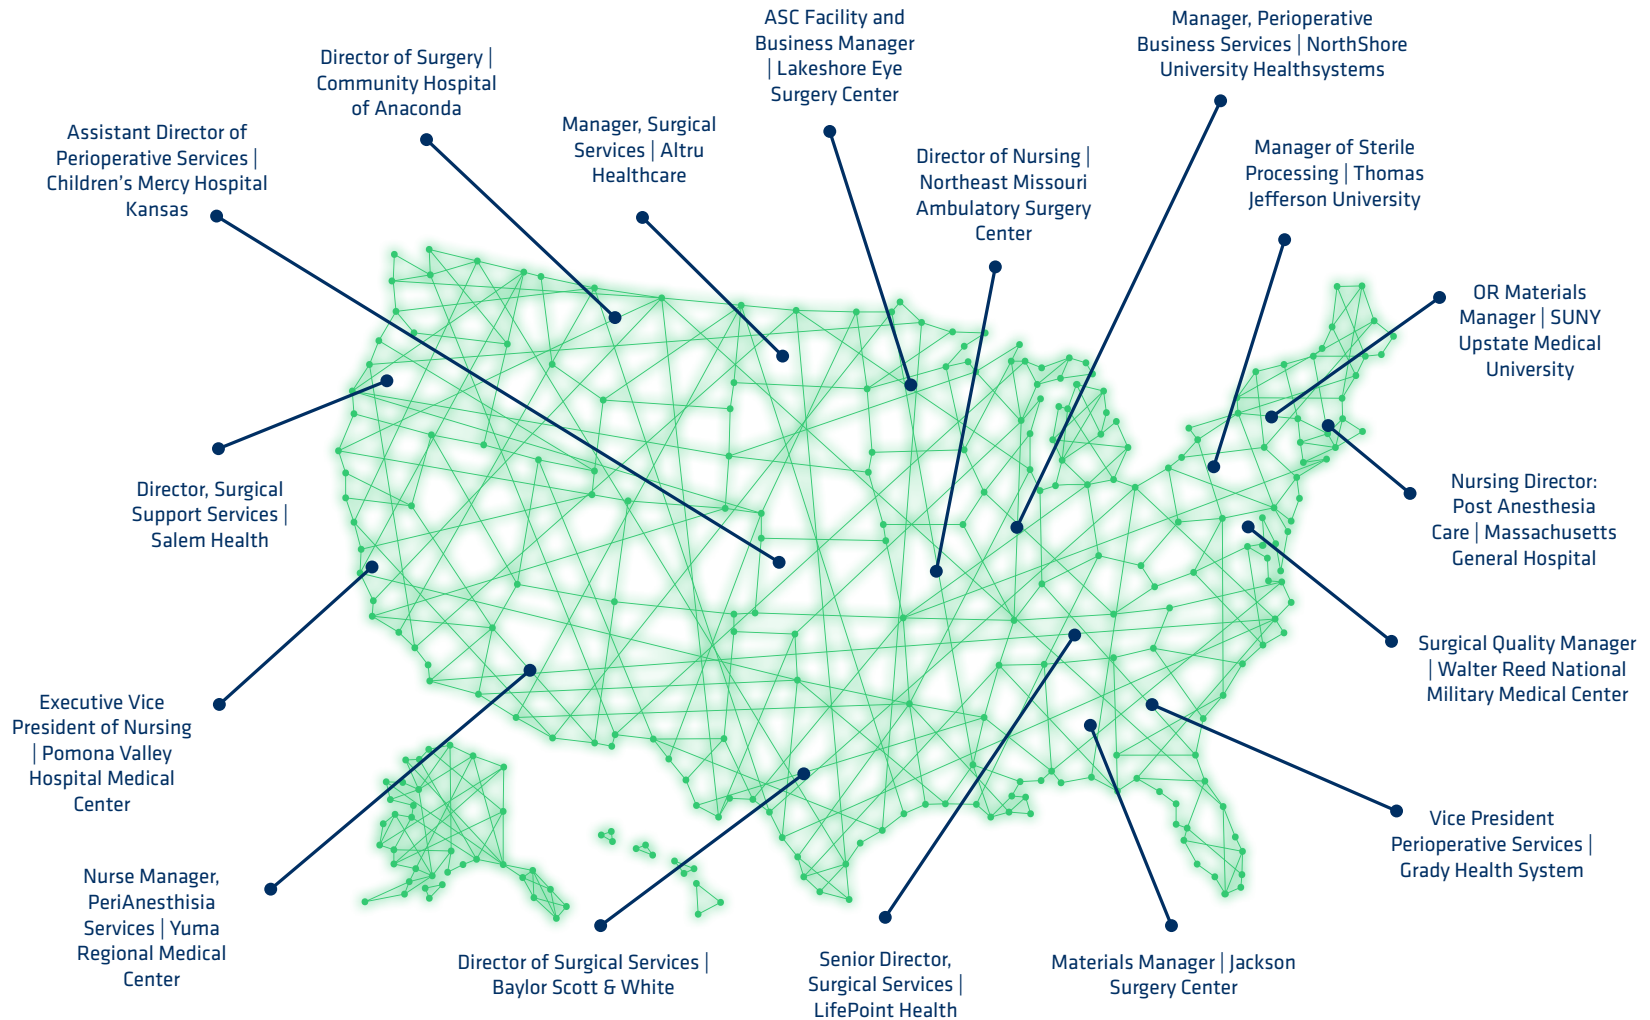 ASC Facility and
Business Manager
| Lakeshore Eye
Surgery Center
Manager, Perioperative
Business Services | NorthShore
University Healthsystems
Director of Surgery |
Community Hospital
of Anaconda
Manager, Surgical
Services | Altru
Healthcare
Assistant Director of
Perioperative Services |
Children's Mercy Hospital
Kansas
Director of Nursing |
Northeast Missouri
Ambulatory Surgery
Center
Manager of Sterile
Processing | Thomas
Jefferson University
OR Materials
Manager | SUNY
Upstate Medical
University
Director, Surgical
Support Services |
Salem Health
Nursing Director:
Post Anesthesia
Care | Massachusetts
General Hospital
Surgical Quality Manager
| Walter Reed National
Military Medical Center
Executive Vice
President of Nursing
| Pomona Valley
Hospital Medical
Center
Vice President
Perioperative Services |
Grady Health System
Nurse Manager,
PeriAnesthisia
Services | Yuma
Regional Medical
Center
Director of Surgical Services |
Baylor Scott & White
Senior Director,
Surgical Services |
LifePoint Health
Materials Manager | Jackson
Surgery Center